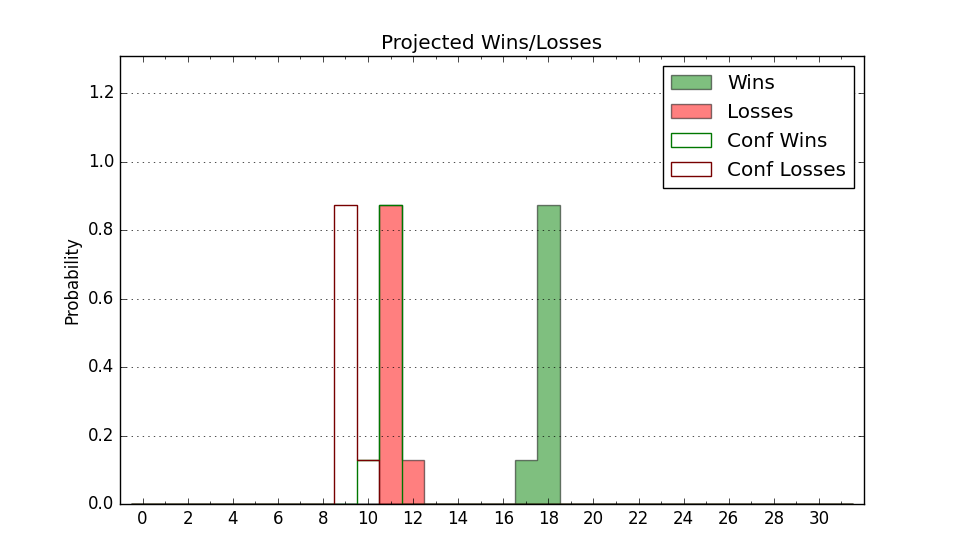 Projected Wins/Losses
Wins
Losses
Conf Wins
Conf Losses
Probability
1.2
1.0
0.8
0.6
0.4
0.2
0.0
0 2 4 6 8 10 12 14 16 18 20 22 24 26 28 30